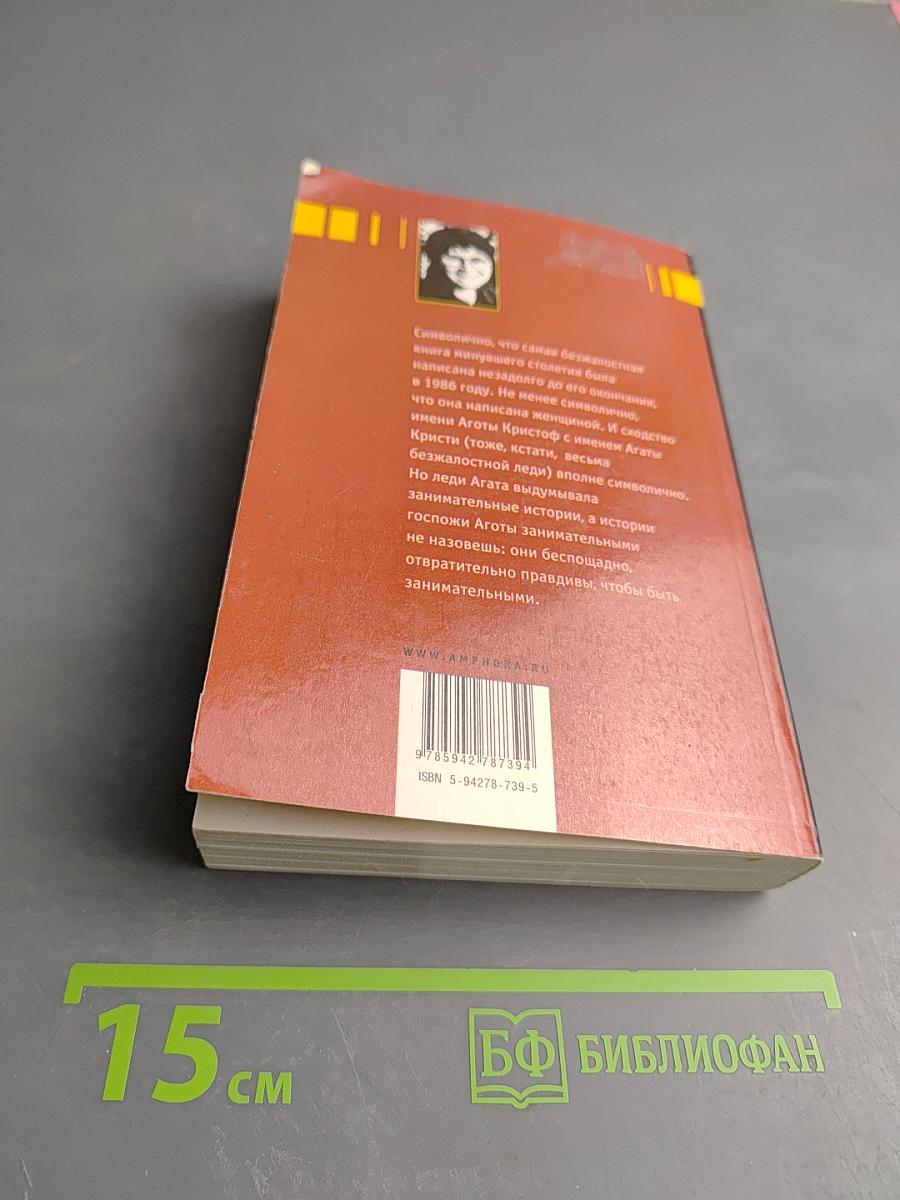 Символично, что самая безжалостная
книга минувшего столетия была
написана незадолго до его окончания,
в 1986 году. Не менее символично,
что она написана женщиной. И сходство
имени Аготы Кристоф с именем Агаты
Кристи (тоже, кстати, весьма
безжалостной леди) вполне символично.
Но леди Агата выдумывала
занимательные истории, а истории
госпожи Аготы занимательными
не назовешь: они беспощадно,
отвратительно правдивы, чтобы быть
занимательными.
WWW.AMPHORA.RU
9 785942 787394
ISBN 5-94278-739-5
15 см
БФ БИБЛИОФАН